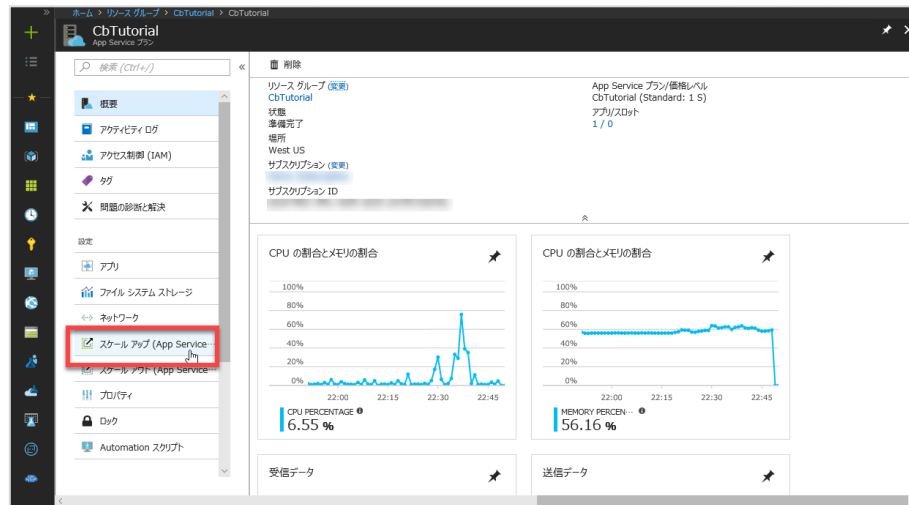 ホーム > リソース グループ > CbTutorial > CbTutorial
CbTutorial
App Service プラン
検索 (Ctrl+/)
概要
アクティビティ ログ
アクセス制御 (IAM)
タグ
問題の診断と解決
設定
アプリ
ファイル システム ストレージ
ネットワーク
スケール アップ (App Service…
スケール アウト (App Service…
プロパティ
ロック
Automation スクリプト
削除
リソース グループ (変更)
CbTutorial
状態
準備完了
場所
West US
サブスクリプション (変更)
サブスクリプション ID
App Service プラン/価格レベル
CbTutorial (Standard: 1 S)
アプリ/スロット
1 / 0
CPU の割合とメモリの割合
100%
80%
60%
40%
20%
0%
22:00 22:15 22:30 22:45
CPU PERCENTAGE
6.55 %
CPU の割合とメモリの割合
100%
80%
60%
40%
20%
0%
22:00 22:15 22:30 22:45
MEMORY PERCEN…
56.16 %
受信データ
送信データ